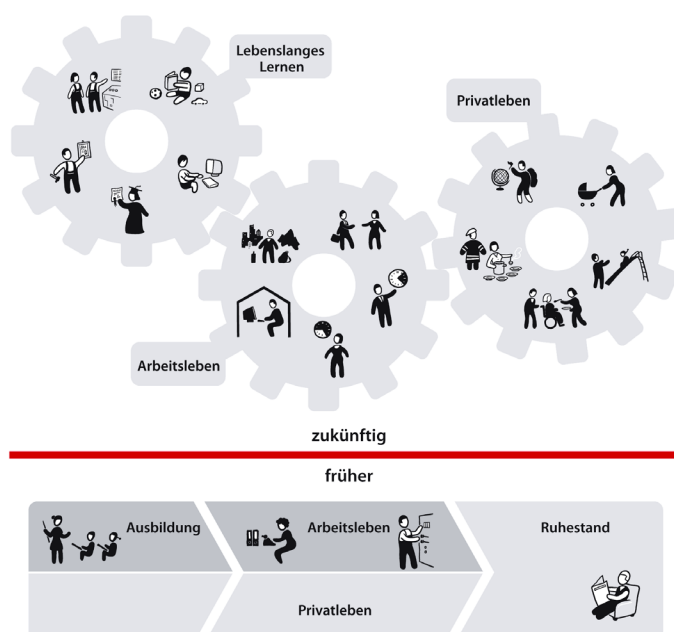 Lebenslanges
Lernen
Privatleben
Arbeitsleben
zukünftig
früher
Ausbildung
Arbeitsleben
Ruhestand
Privatleben